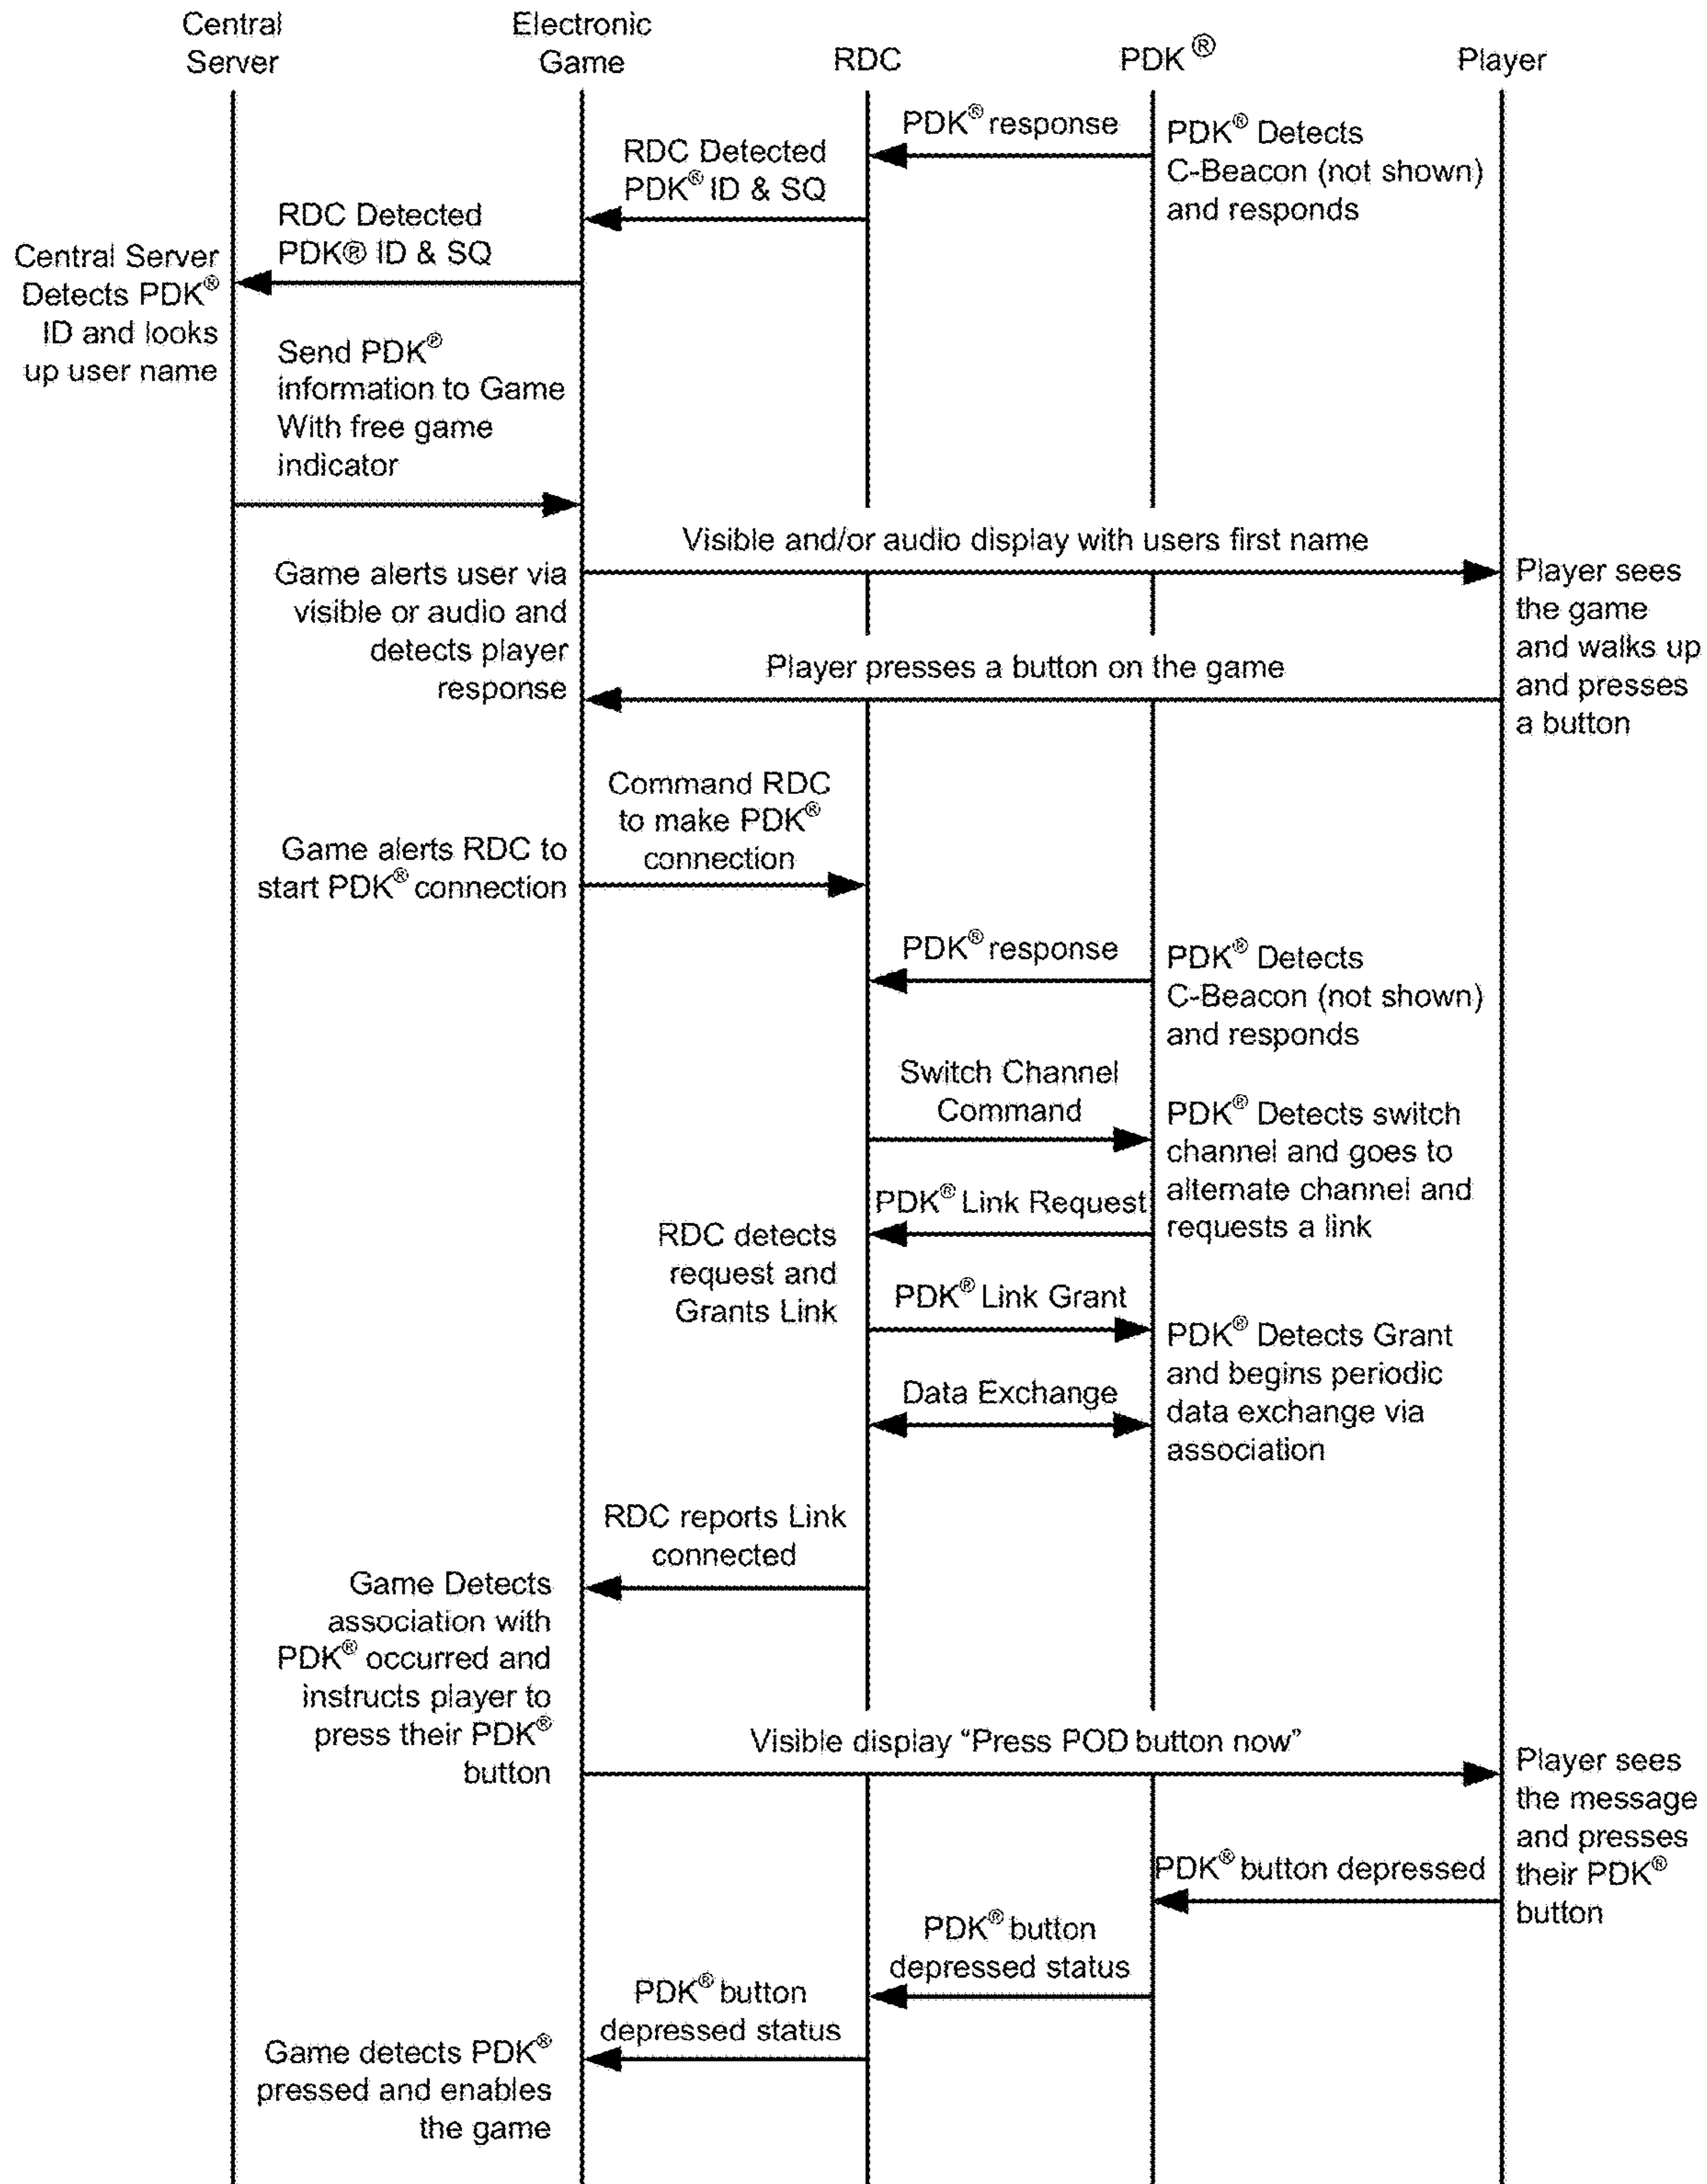 Central
Server
Electronic
Game
RDC
PDK®
Player
PDK® response
PDK® Detects
C-Beacon (not shown)
and responds
RDC Detected
PDK® ID & SQ
RDC Detected
PDK® ID & SQ
Central Server
Detects PDK®
ID and looks
up user name
Send PDK®
information to Game
With free game
indicator
Visible and/or audio display with users first name
Game alerts user via
visible or audio and
detects player
response
Player sees
the game
and walks up
and presses
a button
Player presses a button on the game
Command RDC
to make PDK®
connection
Game alerts RDC to
start PDK® connection
PDK® response
PDK® Detects
C-Beacon (not shown)
and responds
Switch Channel
Command
PDK® Detects switch
channel and goes to
alternate channel and
requests a link
PDK® Link Request
RDC detects
request and
Grants Link
PDK® Link Grant
PDK® Detects Grant
and begins periodic
data exchange via
association
Data Exchange
RDC reports Link
connected
Game Detects
association with
PDK® occurred and
instructs player to
press their PDK®
button
Visible display “Press POD button now”
Player sees
the message
and presses
their PDK®
button
PDK® button depressed
PDK® button
depressed status
PDK® button
depressed status
Game detects PDK®
pressed and enables
the game